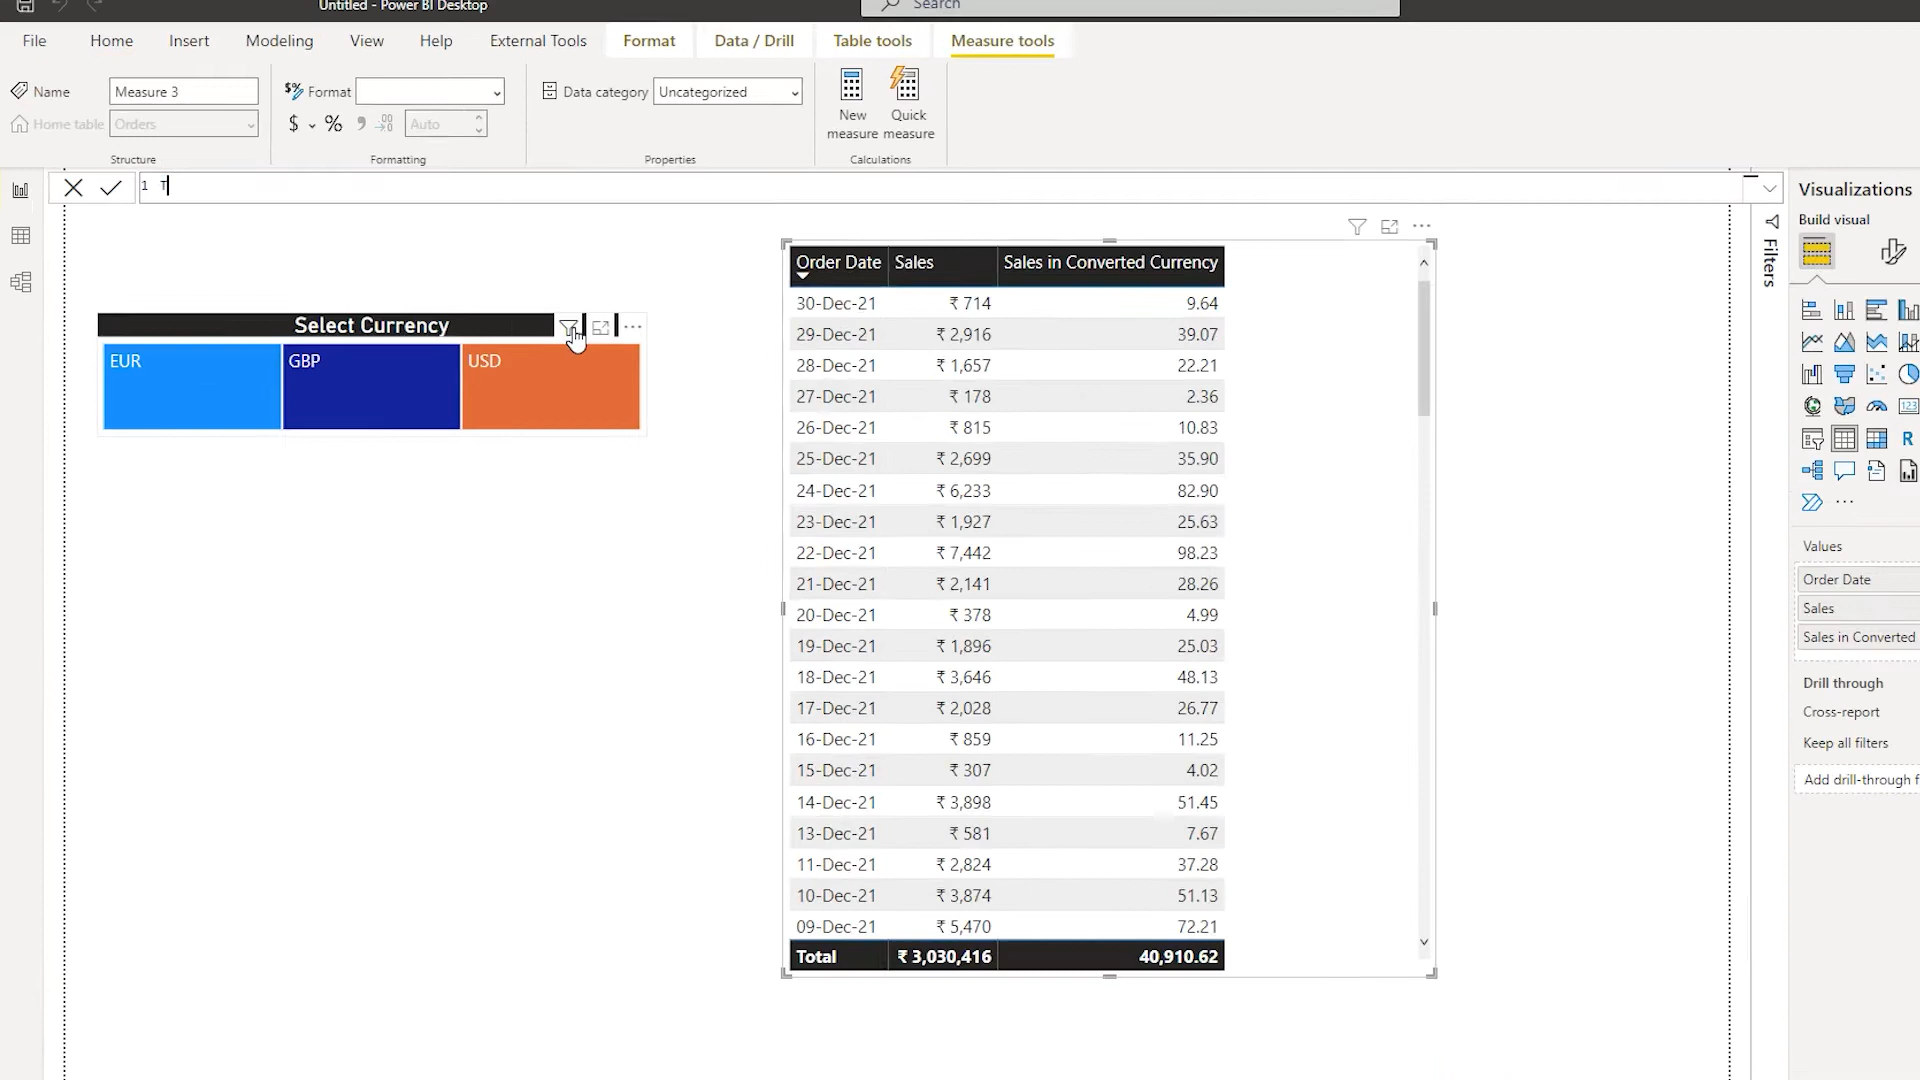 Untitled - Power BI Desktop
Search
File Home Insert Modeling View Help External Tools Format Data / Drill Table tools Measure tools
Name Measure 3
Home table Orders
Structure
Format
$ % Auto
Formatting
Data category Uncategorized
Properties
New measure
Quick measure
Calculations
1 T
Select Currency
EUR GBP USD
Order Date Sales Sales in Converted Currency
30-Dec-21 ₹ 714 9.64
29-Dec-21 ₹ 2,916 39.07
28-Dec-21 ₹ 1,657 22.21
27-Dec-21 ₹ 178 2.36
26-Dec-21 ₹ 815 10.83
25-Dec-21 ₹ 2,699 35.90
24-Dec-21 ₹ 6,233 82.90
23-Dec-21 ₹ 1,927 25.63
22-Dec-21 ₹ 7,442 98.23
21-Dec-21 ₹ 2,141 28.26
20-Dec-21 ₹ 378 4.99
19-Dec-21 ₹ 1,896 25.03
18-Dec-21 ₹ 3,646 48.13
17-Dec-21 ₹ 2,028 26.77
16-Dec-21 ₹ 859 11.25
15-Dec-21 ₹ 307 4.02
14-Dec-21 ₹ 3,898 51.45
13-Dec-21 ₹ 581 7.67
11-Dec-21 ₹ 2,824 37.28
10-Dec-21 ₹ 3,874 51.13
09-Dec-21 ₹ 5,470 72.21
Total ₹ 3,030,416 40,910.62
Filters
Visualizations
Build visual
123
R
Values
Order Date
Sales
Sales in Converted
Drill through
Cross-report
Keep all filters
Add drill-through f